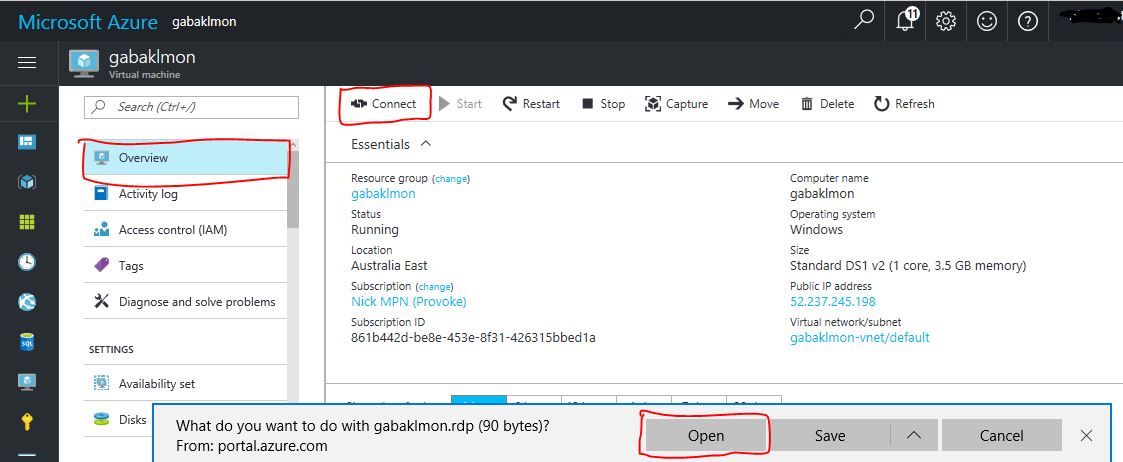 Microsoft Azure gabaklmon
11
gabaklmon
Virtual machine
Search (Ctrl+/)
Connect Start Restart Stop Capture Move Delete Refresh
Overview
Activity log
Access control (IAM)
Tags
Diagnose and solve problems
SETTINGS
Availability set
Disks
Essentials
Resource group (change)
gabaklmon
Status
Running
Location
Australia East
Subscription (change)
Nick MPN (Provoke)
Subscription ID
861b442d-be8e-453e-8f31-426315bbed1a
Computer name
gabaklmon
Operating system
Windows
Size
Standard DS1 v2 (1 core, 3.5 GB memory)
Public IP address
52.237.245.198
Virtual network/subnet
gabaklmon-vnet/default
SQL
What do you want to do with gabaklmon.rdp (90 bytes)?
From: portal.azure.com
Open Save Cancel